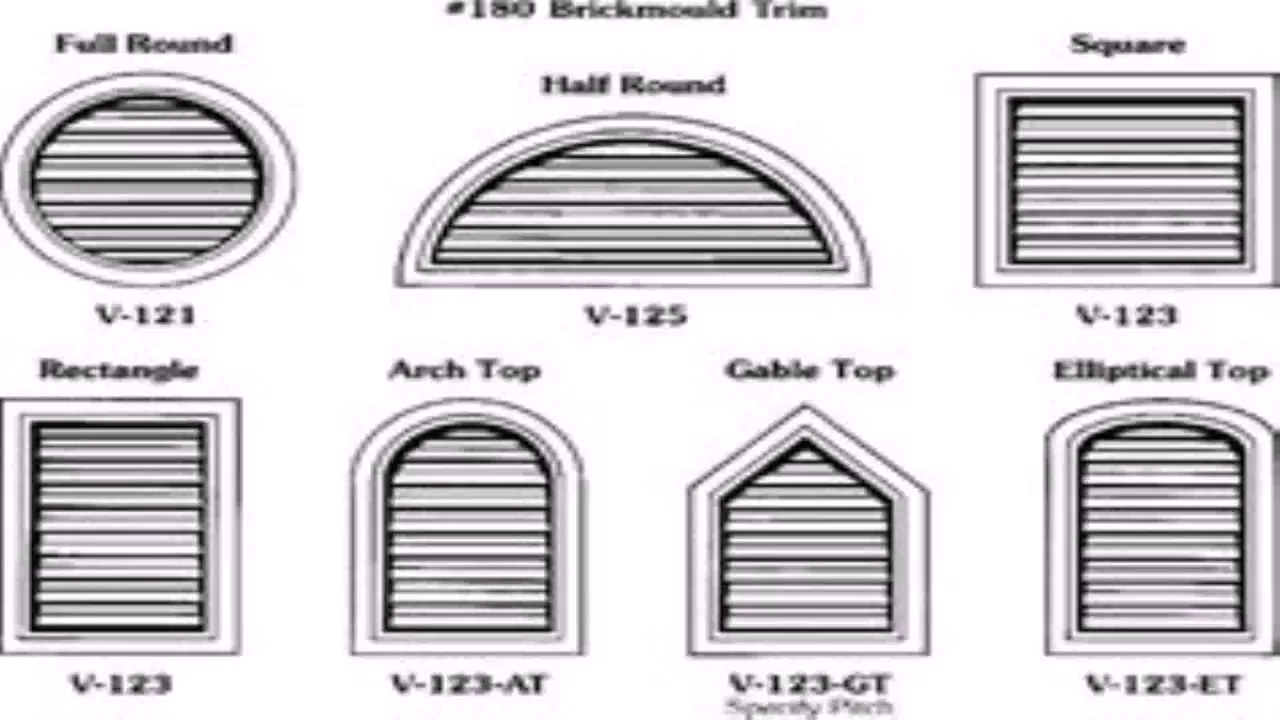 #180 Brickmould Trim
Full Round
Half Round
Square
V-121
V-125
V-123
Rectangle
Arch Top
Gable Top
Elliptical Top
V-123
V-123-AT
V-123-GT
V-123-ET
Specify Pitch